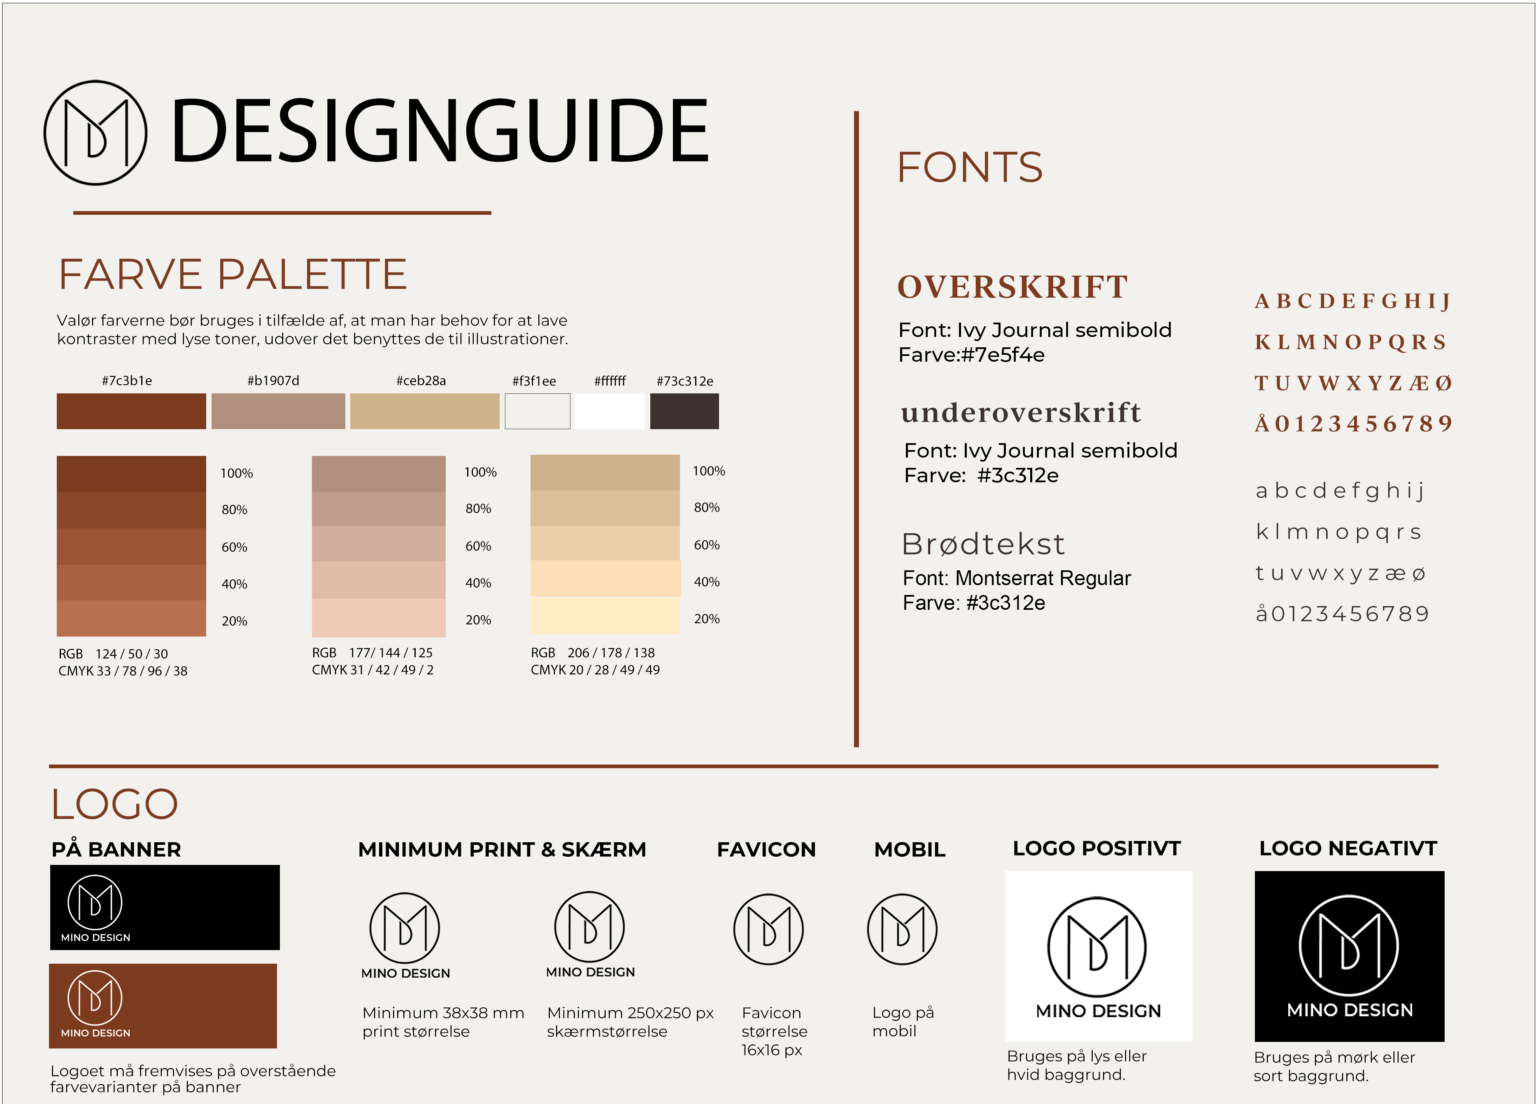 DESIGNGUIDE
FARVE PALETTE
Valør farverne bør bruges i tilfælde af, at man har behov for at lave
kontraster med lyse toner, udover det benyttes de til illustrationer.
#7c3b1e
#b1907d
#ceb28a
#f3f1ee
#ffffff
#73c312e
100%
80%
60%
40%
20%
RGB 124 / 50 / 30
CMYK 33 / 78 / 96 / 38
100%
80%
60%
40%
20%
RGB 177/ 144 / 125
CMYK 31 / 42 / 49 / 2
100%
80%
60%
40%
20%
RGB 206 / 178 / 138
CMYK 20 / 28 / 49 / 49
FONTS
OVERSKRIFT
Font: Ivy Journal semibold
Farve:#7e5f4e
underoverskrift
Font: Ivy Journal semibold
Farve: #3c312e
Brødtekst
Font: Montserrat Regular
Farve: #3c312e
A B C D E F G H I J
K L M N O P Q R S
T U V W X Y Z Æ Ø
Å 0 1 2 3 4 5 6 7 8 9
a b c d e f g h i j
k l m n o p q r s
t u v w x y z æ ø
å 0 1 2 3 4 5 6 7 8 9
LOGO
PÅ BANNER
MINO DESIGN
MINO DESIGN
Logoet må fremvises på overstående
farvevarianter på banner
MINIMUM PRINT & SKÆRM
MINO DESIGN
Minimum 38x38 mm
print størrelse
MINO DESIGN
Minimum 250x250 px
skærmstørrelse
FAVICON
Favicon
størrelse
16x16 px
MOBIL
Logo på
mobil
LOGO POSITIVT
MINO DESIGN
Bruges på lys eller
hvid baggrund.
LOGO NEGATIVT
MINO DESIGN
Bruges på mørk eller
sort baggrund.